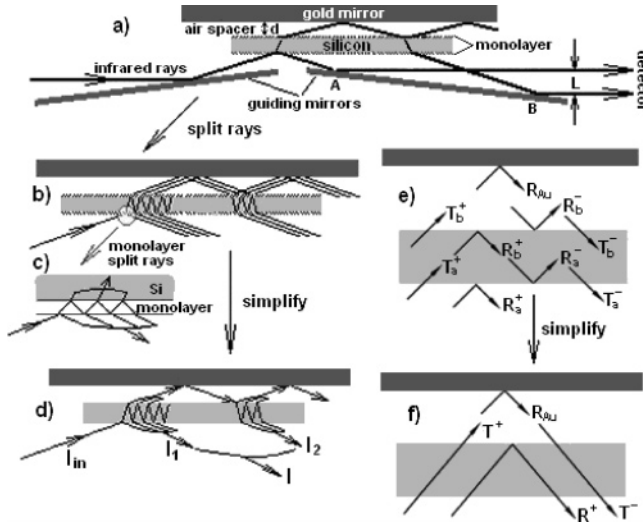 gold mirror
a)
air spacer d
silicon
monolayer
infrared rays
guiding mirrors
A
L
B
detector
split rays
b)
monolayer
split rays
c)
Si
monolayer
simplify
d)
I_in
I_1
I_2
I
e)
R_Au
T_b^+
R_b^-
T_a^+
R_b^+
R_a^-
T_b^-
R_a^+
T_a^-
simplify
f)
R_Au
T^+
R^+
T^-